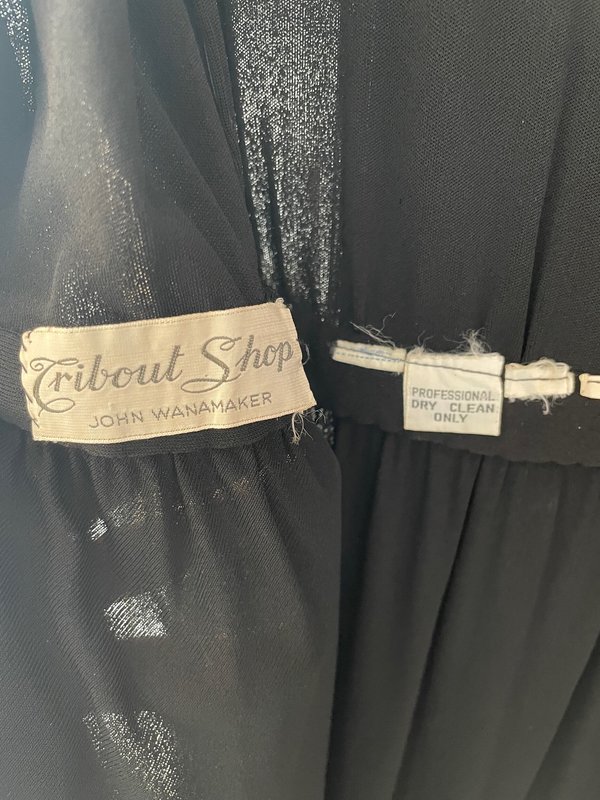 Tribout Shop
JOHN WANAMAKER
PROFESSIONAL
DRY CLEAN
ONLY